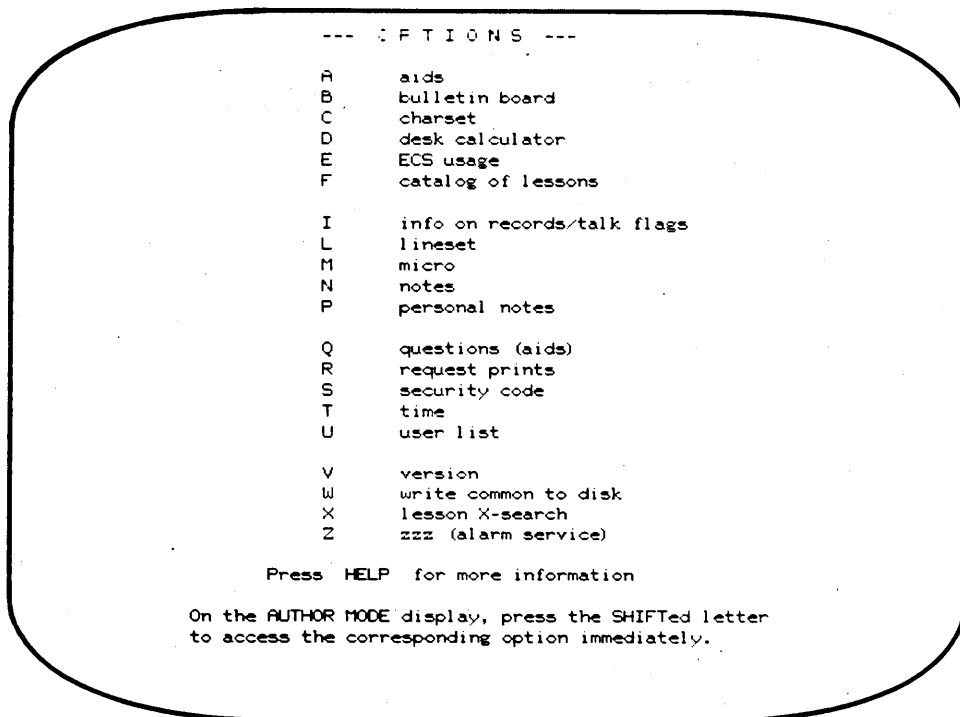 --- OPTIONS ---
A aids
B bulletin board
C charset
D desk calculator
E ECS usage
F catalog of lessons
I info on records/talk flags
L lineset
M micro
N notes
P personal notes
Q questions (aids)
R request prints
S security code
T time
U user list
V version
W write common to disk
X lesson X-search
Z zzz (alarm service)
Press HELP for more information
On the AUTHOR MODE display, press the SHIFTed letter
to access the corresponding option immediately.